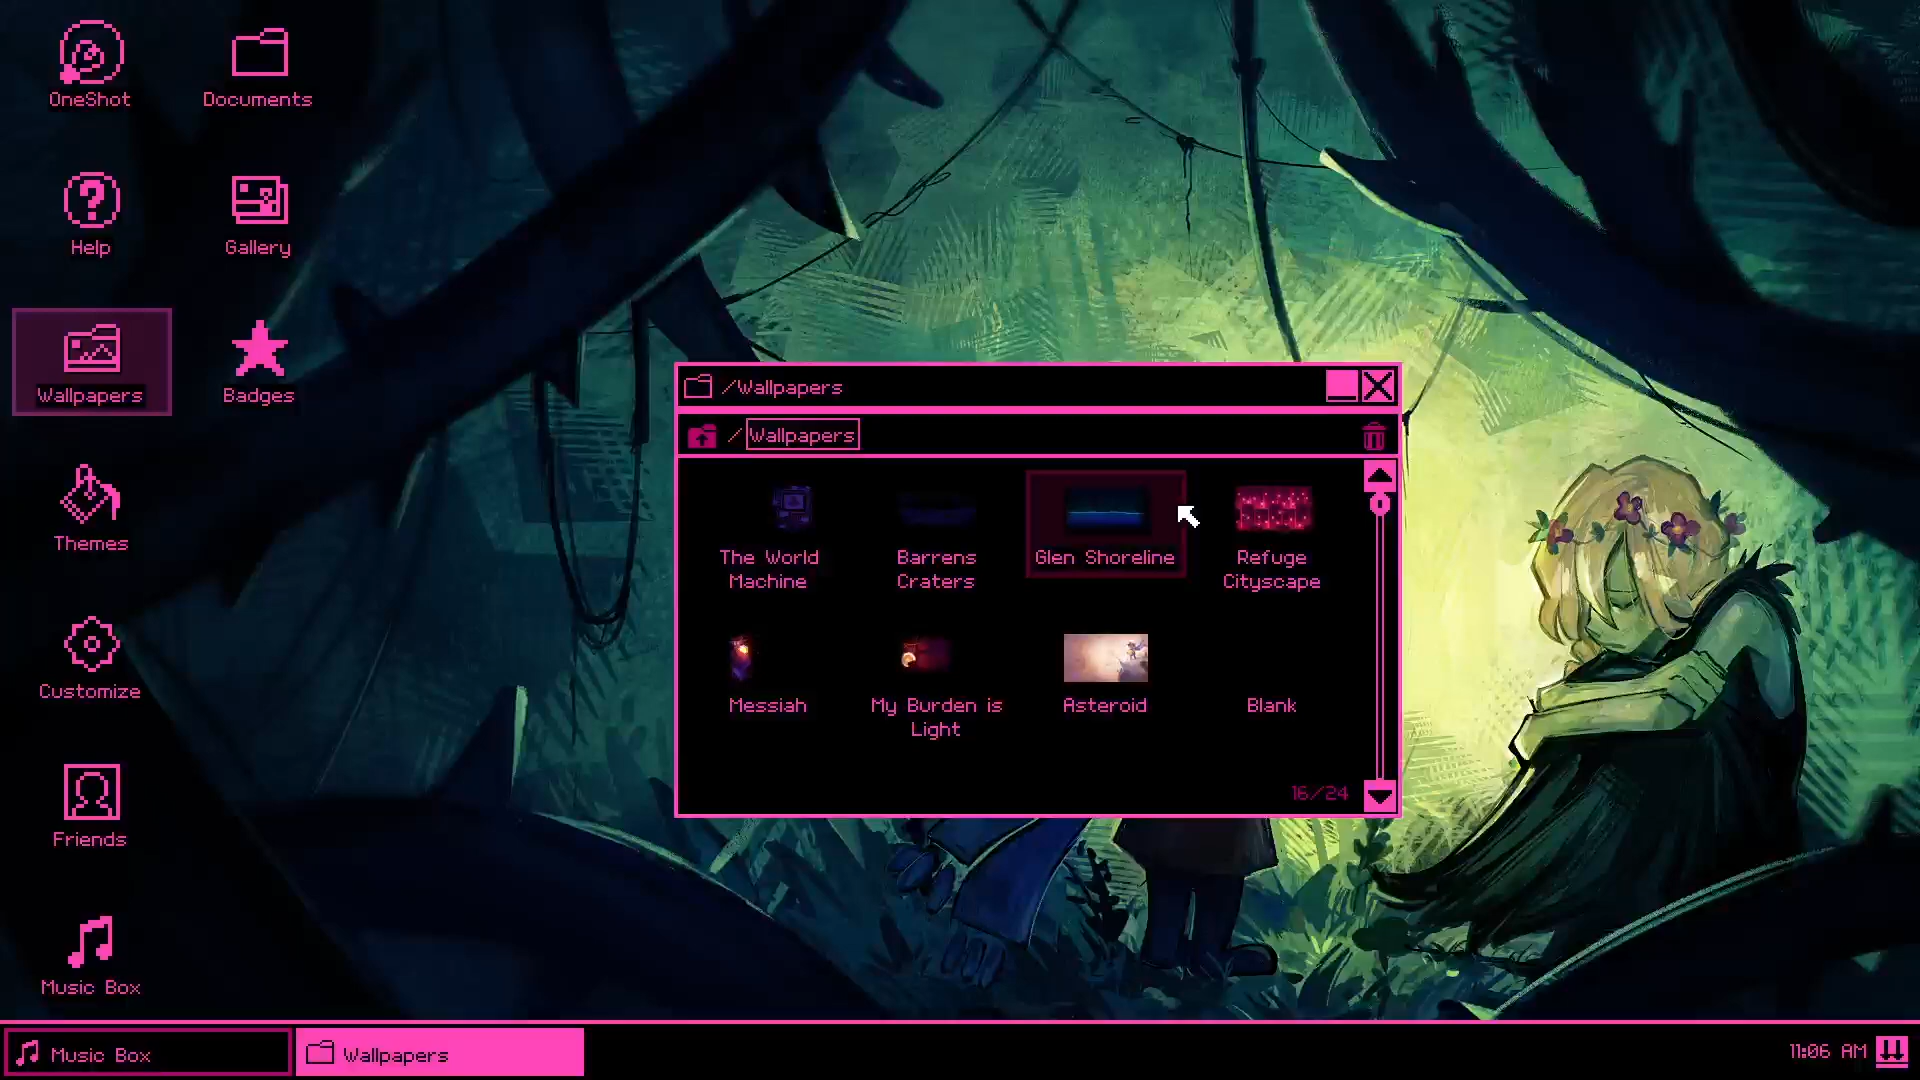 OneShot
Documents
Help
Gallery
Wallpapers
Badges
Themes
Customize
Friends
Music Box
/Wallpapers
/Wallpapers
The World
Machine
Barrens
Craters
Glen Shoreline
Refuge
Cityscape
Messiah
My Burden is
Light
Asteroid
Blank
16/24
Music Box
Wallpapers
11:06 AM